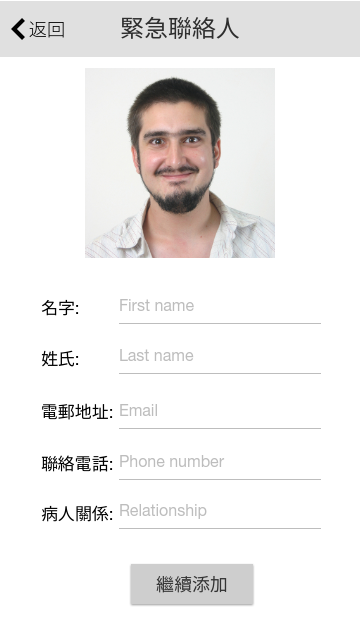 返回 緊急聯絡人
名字: First name
姓氏: Last name
電郵地址: Email
聯絡電話: Phone number
病人關係: Relationship
繼續添加